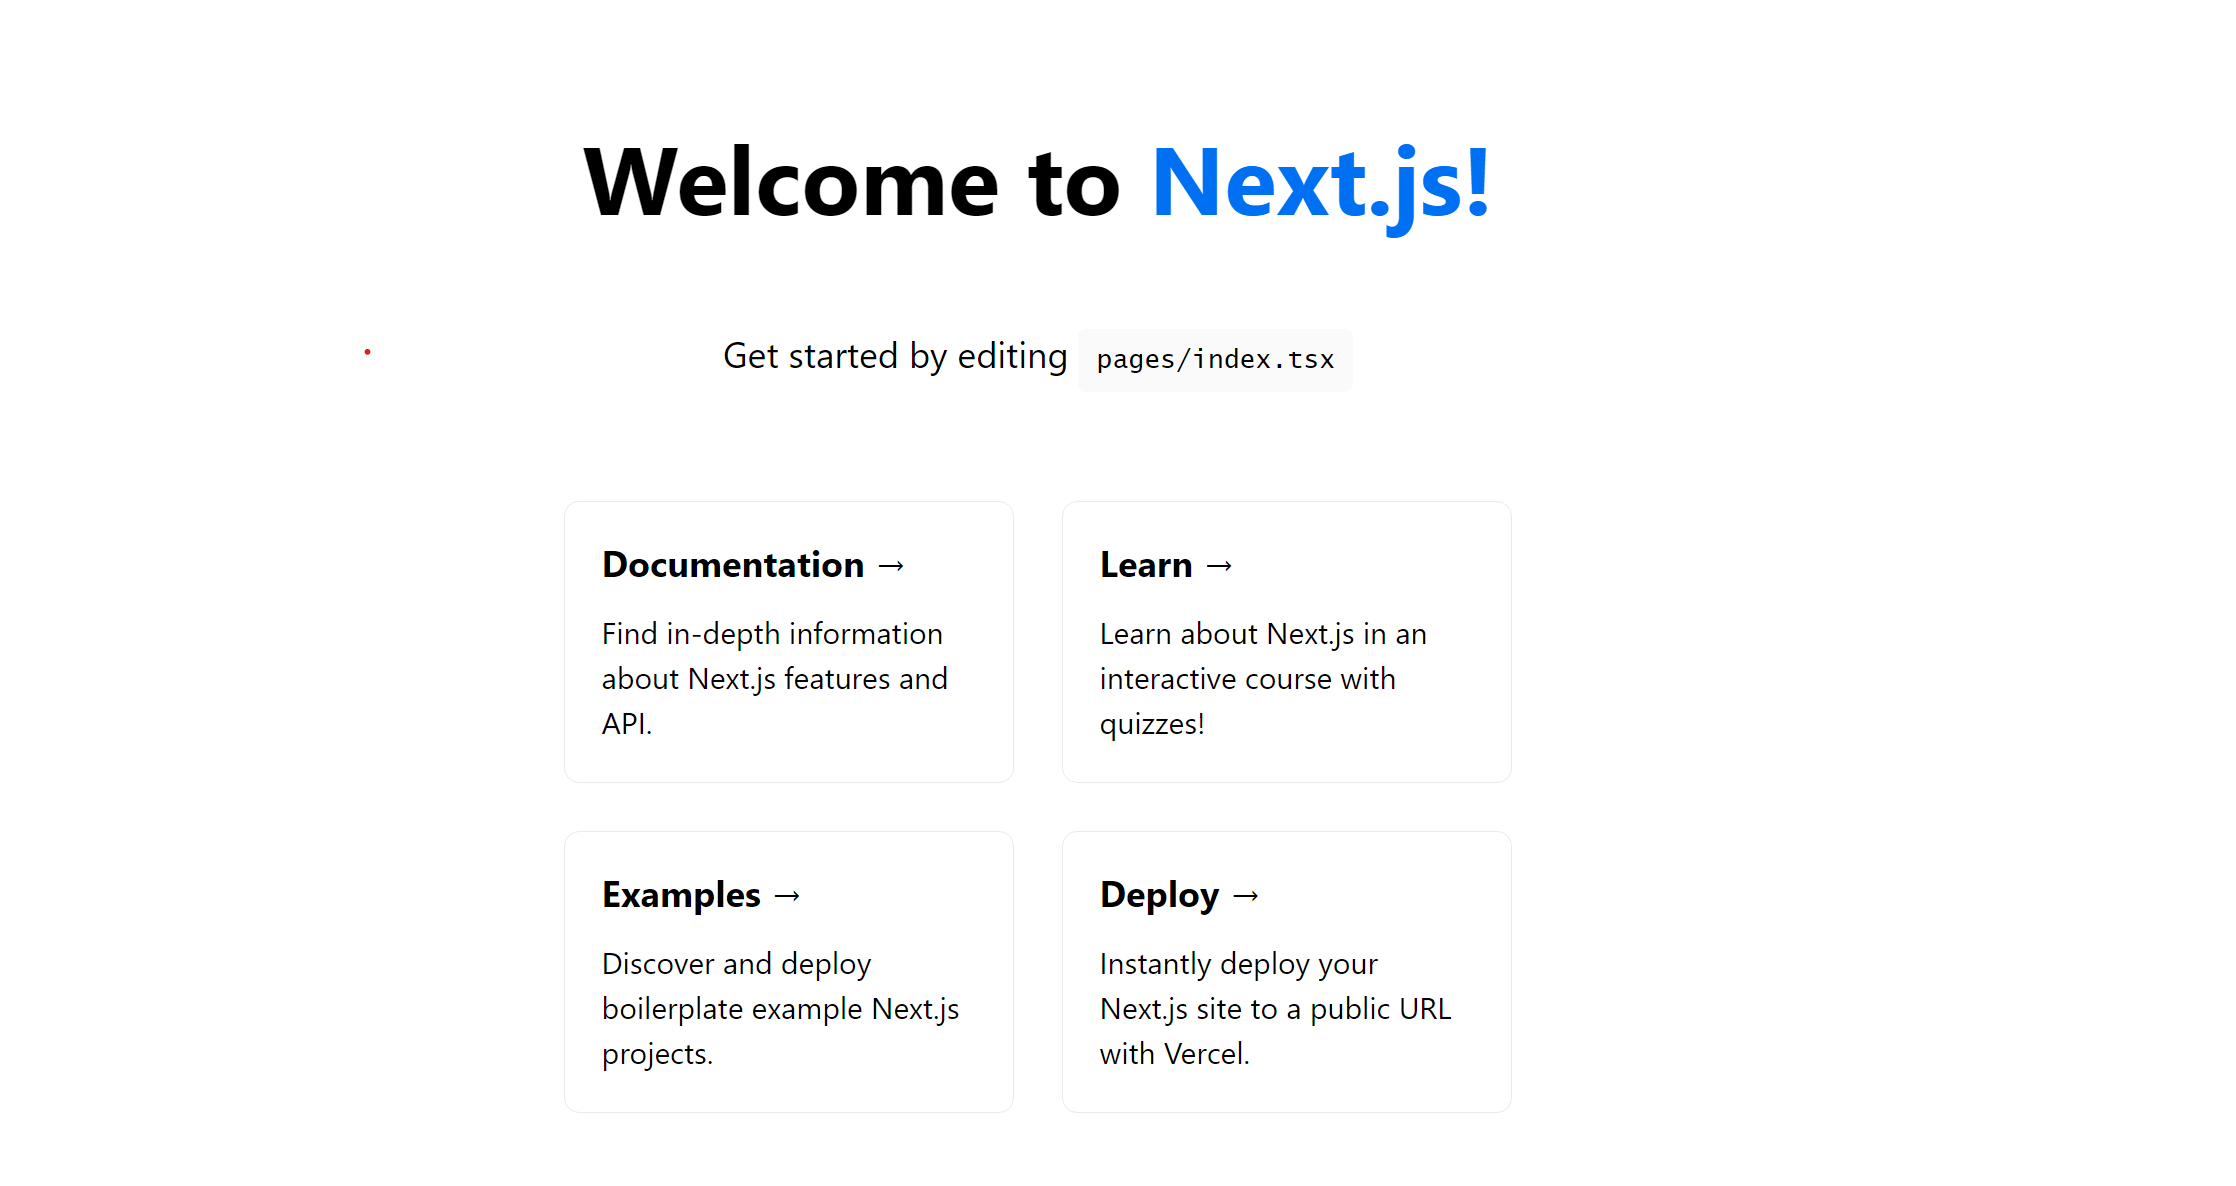 Welcome to Next.js!
Get started by editing pages/index.tsx
Documentation →
Find in-depth information
about Next.js features and
API.
Learn →
Learn about Next.js in an
interactive course with
quizzes!
Examples →
Discover and deploy
boilerplate example Next.js
projects.
Deploy →
Instantly deploy your
Next.js site to a public URL
with Vercel.